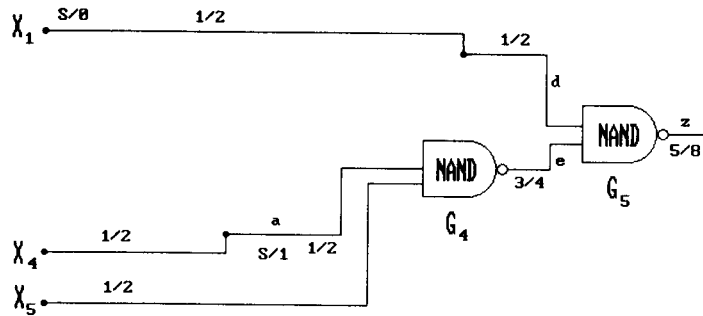 X1 S/0 1/2
1/2
d
z
NAND
5/8
G5
NAND
e
3/4
G4
a
1/2
S/1 1/2
X4
1/2
X5